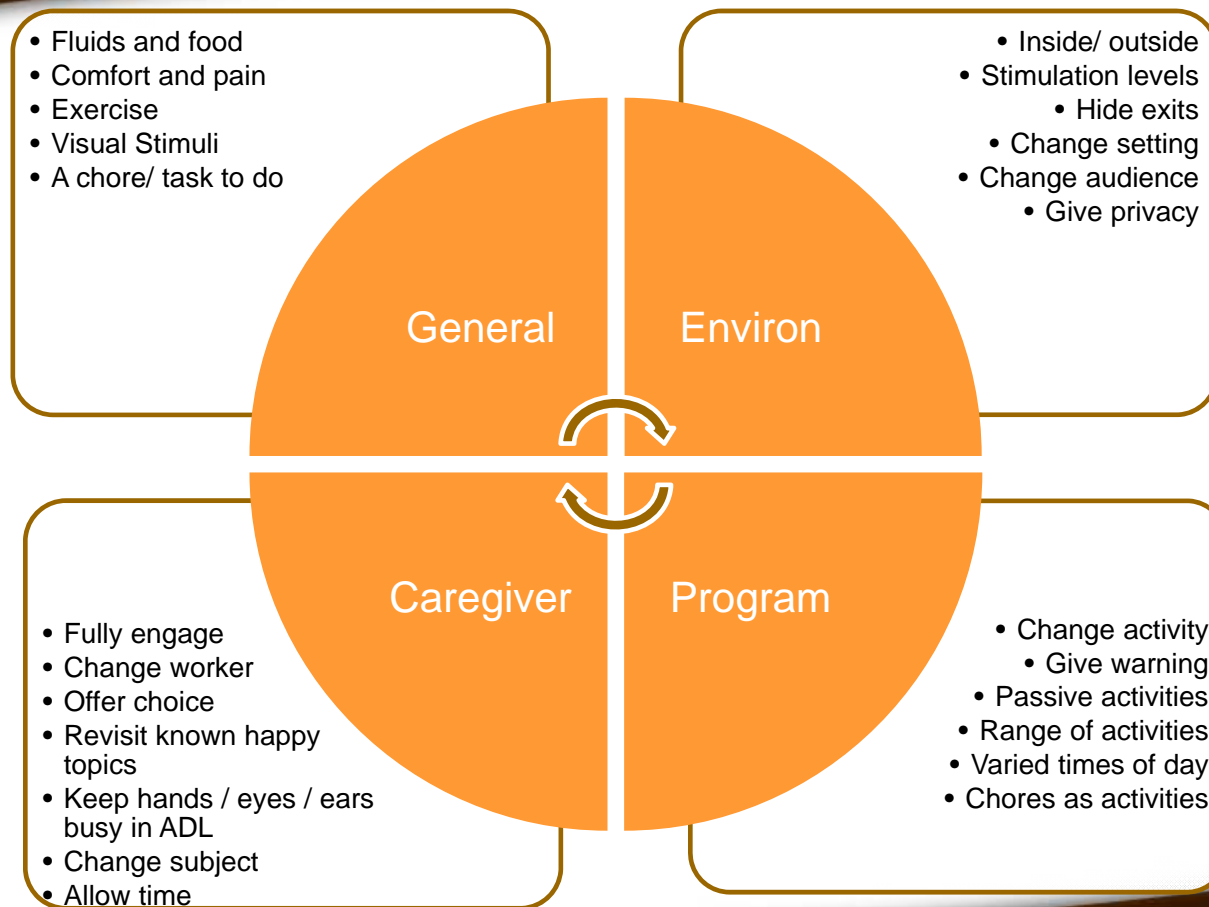 • Fluids and food
• Comfort and pain
• Exercise
• Visual Stimuli
• A chore/ task to do
• Inside/ outside
• Stimulation levels
• Hide exits
• Change setting
• Change audience
• Give privacy
General
Environ
Caregiver
Program
• Fully engage
• Change worker
• Offer choice
• Revisit known happy
topics
• Keep hands / eyes / ears
busy in ADL
• Change subject
• Allow time
• Change activity
• Give warning
• Passive activities
• Range of activities
• Varied times of day
• Chores as activities